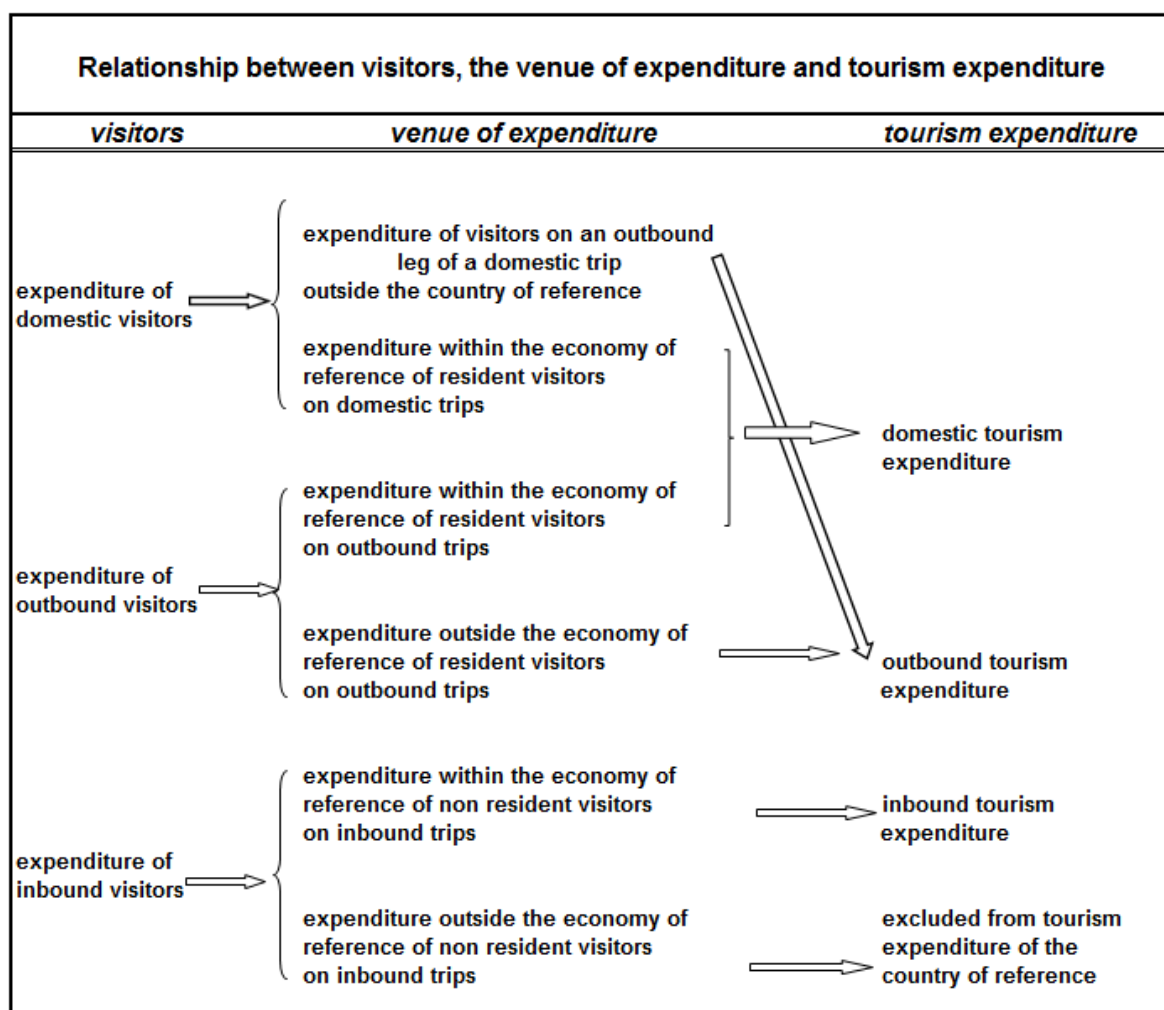 Relationship between visitors, the venue of expenditure and tourism expenditure
visitors
venue of expenditure
tourism expenditure
expenditure of
domestic visitors
expenditure of visitors on an outbound
leg of a domestic trip
outside the country of reference
expenditure within the economy of
reference of resident visitors
on domestic trips
domestic tourism
expenditure
expenditure of
outbound visitors
expenditure within the economy of
reference of resident visitors
on outbound trips
expenditure outside the economy of
reference of resident visitors
on outbound trips
outbound tourism
expenditure
expenditure of
inbound visitors
expenditure within the economy of
reference of non resident visitors
on inbound trips
inbound tourism
expenditure
expenditure outside the economy of
reference of non resident visitors
on inbound trips
excluded from tourism
expenditure of the
country of reference